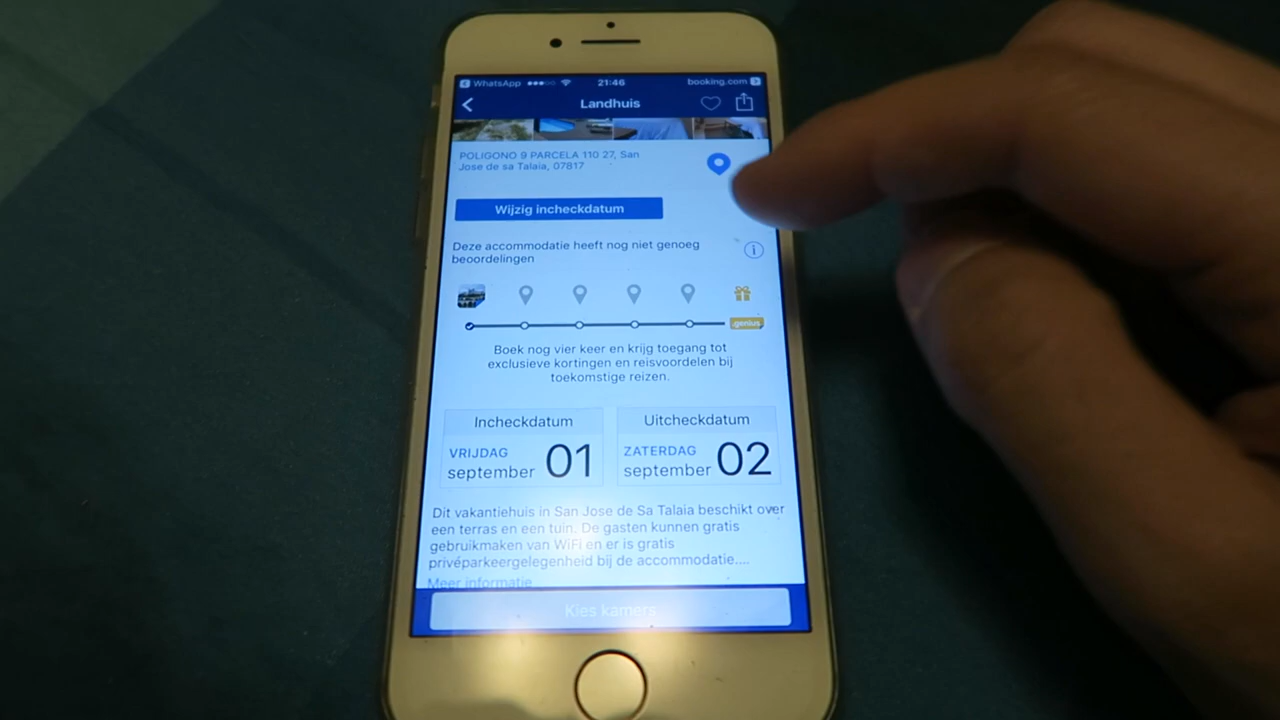 WhatsApp 21:46 booking.com
Landhuis
POLIGONO 9 PARCELA 110 27, San
Jose de sa Talaia, 07817
Wijzig incheckdatum
Deze accommodatie heeft nog niet genoeg
beoordelingen
.genius
Boek nog vier keer en krijg toegang tot
exclusieve kortingen en reisvoordelen bij
toekomstige reizen.
Incheckdatum
VRIJDAG
september 01
Uitcheckdatum
ZATERDAG
september 02
Dit vakantiehuis in San Jose de Sa Talaia beschikt over
een terras en een tuin. De gasten kunnen gratis
gebruikmaken van WiFi en er is gratis
privéparkeergelegenheid bij de accommodatie....
Meer informatie
Kies kamers